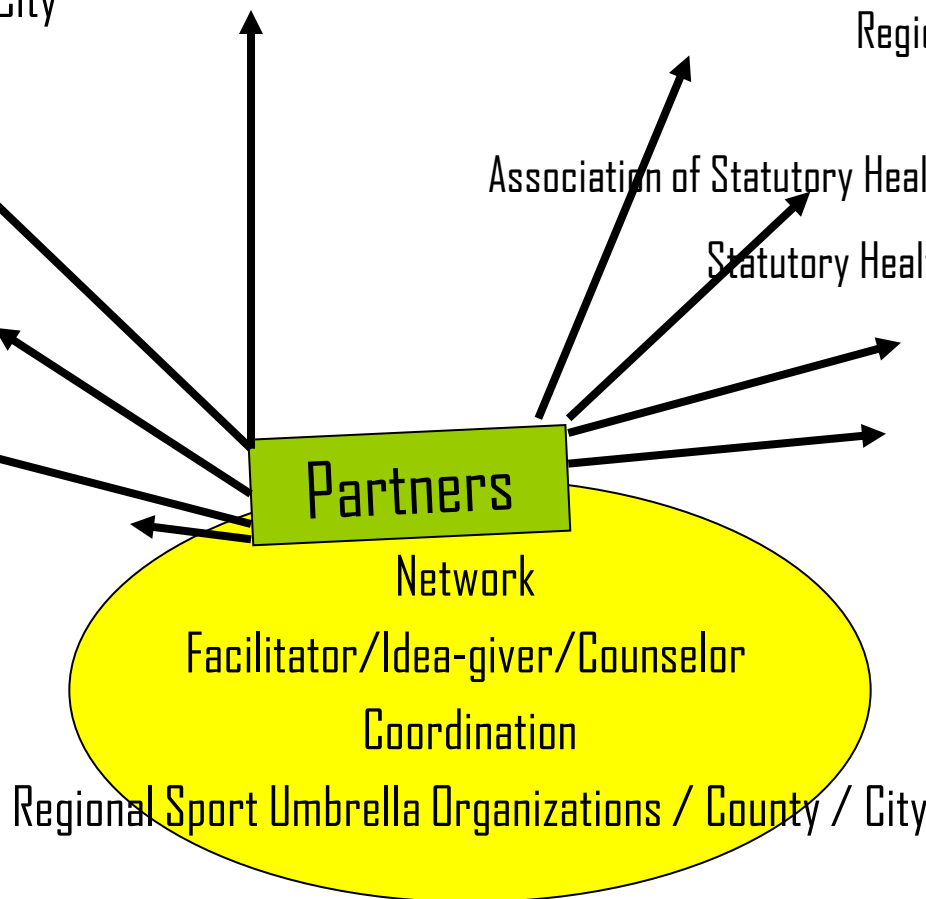 City
Regio
Association of Statutory Heal
Statutory Heal
Partners
Network
Facilitator/Idea-giver/Counselor
Coordination
Regional Sport Umbrella Organizations / County / City